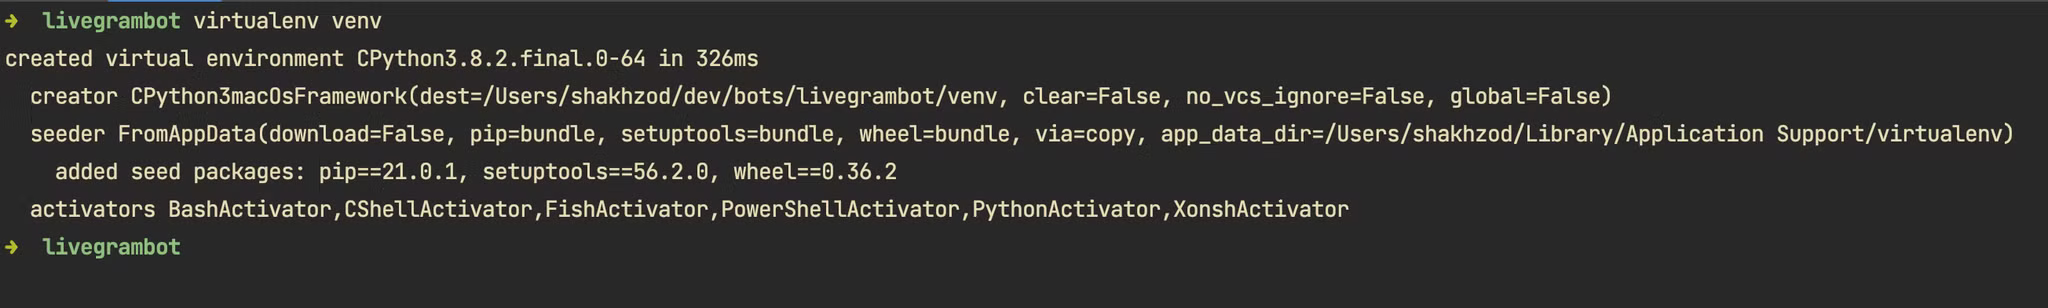 ➜ livegrambot virtualenv venv
created virtual environment CPython3.8.2.final.0-64 in 326ms
creator CPython3macOsFramework(dest=/Users/shakhzod/dev/bots/livegrambot/venv, clear=False, no_vcs_ignore=False, global=False)
seeder FromAppData(download=False, pip=bundle, setuptools=bundle, wheel=bundle, via=copy, app_data_dir=/Users/shakhzod/Library/Application Support/virtualenv)
added seed packages: pip==21.0.1, setuptools==56.2.0, wheel==0.36.2
activators BashActivator,CShellActivator,FishActivator,PowerShellActivator,PythonActivator,XonshActivator
➜ livegrambot